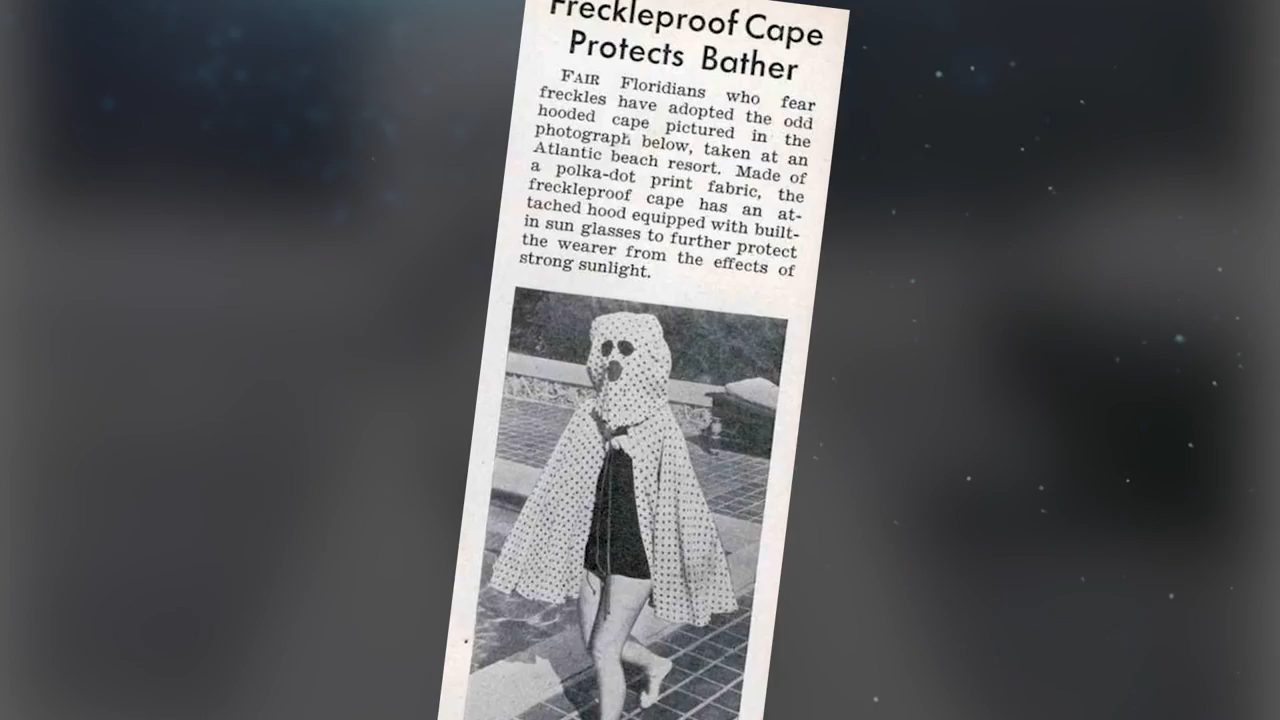 Freckleproof Cape
Protects Bather
FAIR Floridians who fear
freckles have adopted the odd
hooded cape pictured in the
photograph below, taken at an
Atlantic beach resort. Made of
a polka-dot print fabric, the
freckleproof cape has an at-
tached hood equipped with built-
in sun glasses to further protect
the wearer from the effects of
strong sunlight.